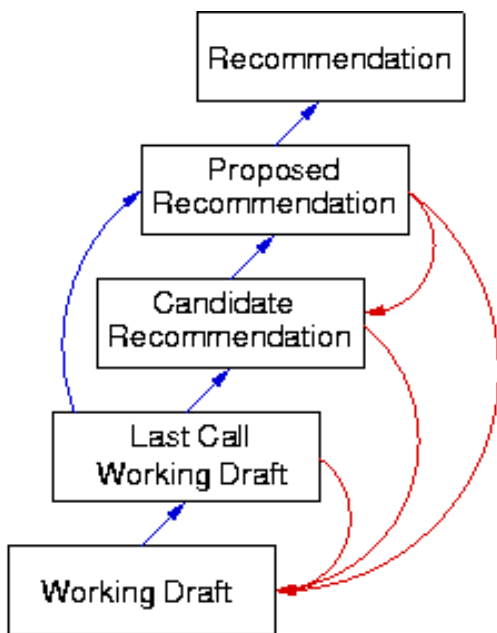 Recommendation
Proposed
Recommendation
Candidate
Recommendation
Last Call
Working Draft
Working Draft